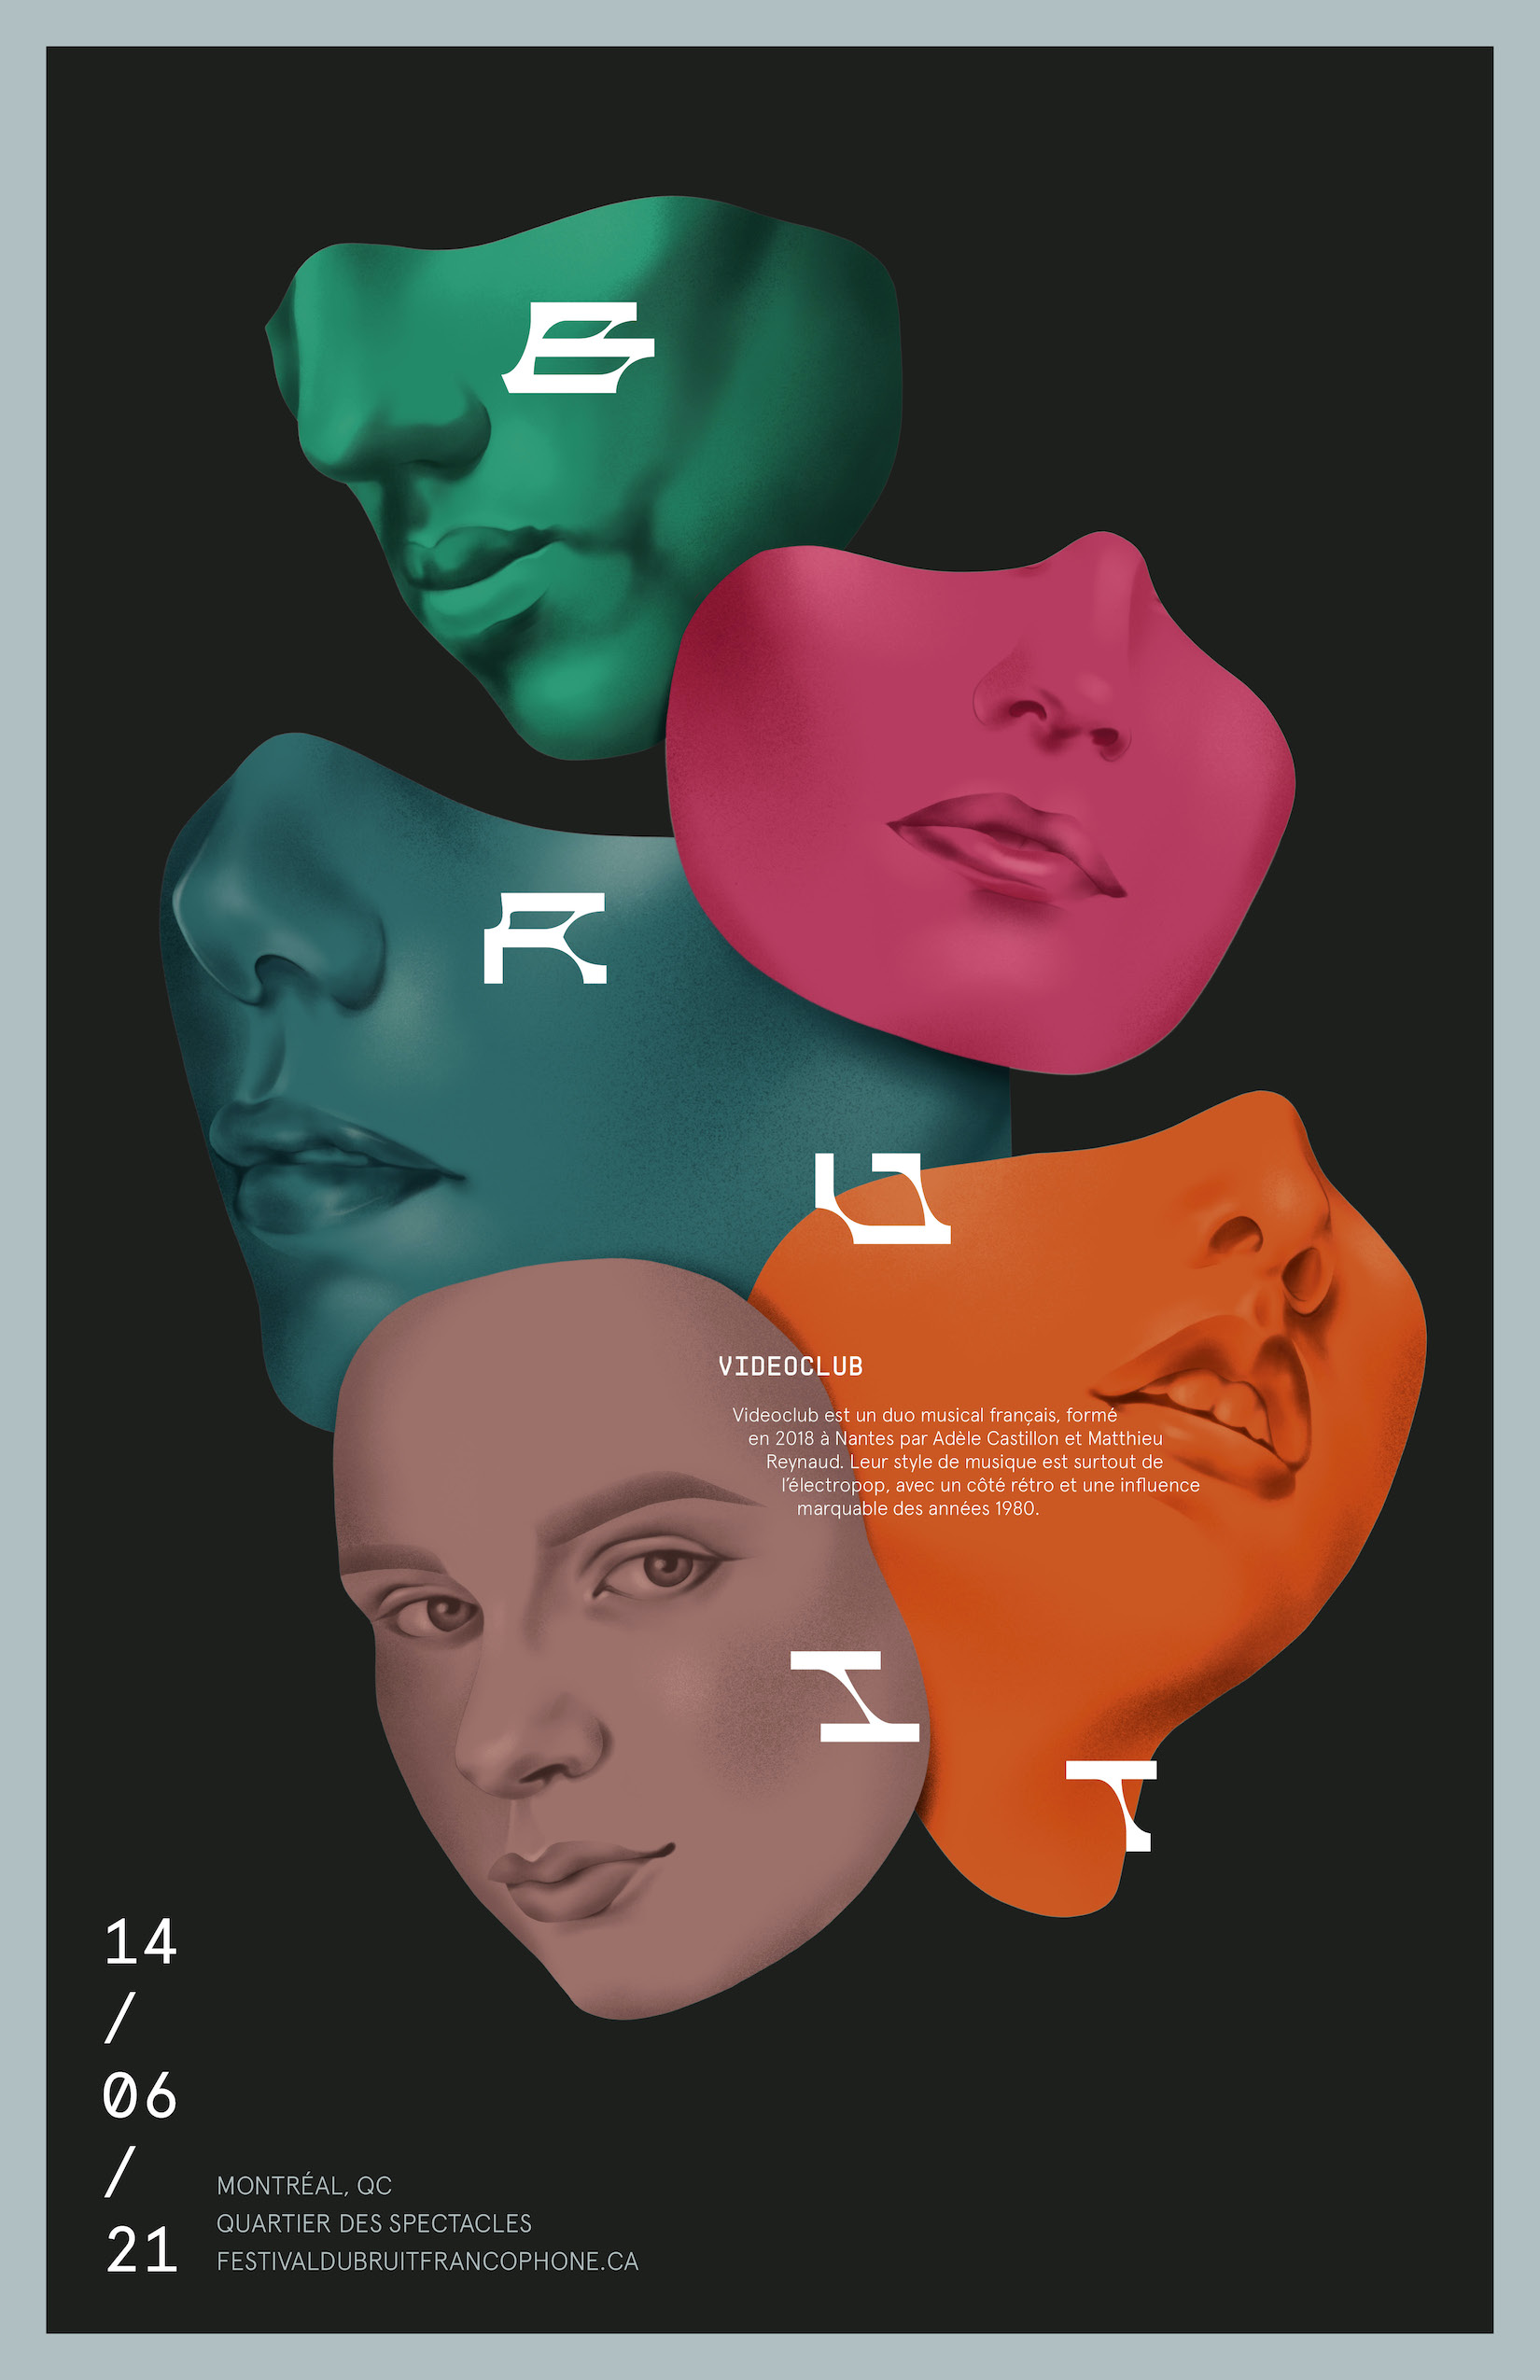 B
R
U
I
T
VIDEOCLUB
Videoclub est un duo musical français, formé
en 2018 à Nantes par Adèle Castillon et Matthieu
Reynaud. Leur style de musique est surtout de
l’électropop, avec un côté rétro et une influence
marquable des années 1980.
14
/
06
/
21
MONTRÉAL, QC
QUARTIER DES SPECTACLES
FESTIVALDUBRUITFRANCOPHONE.CA